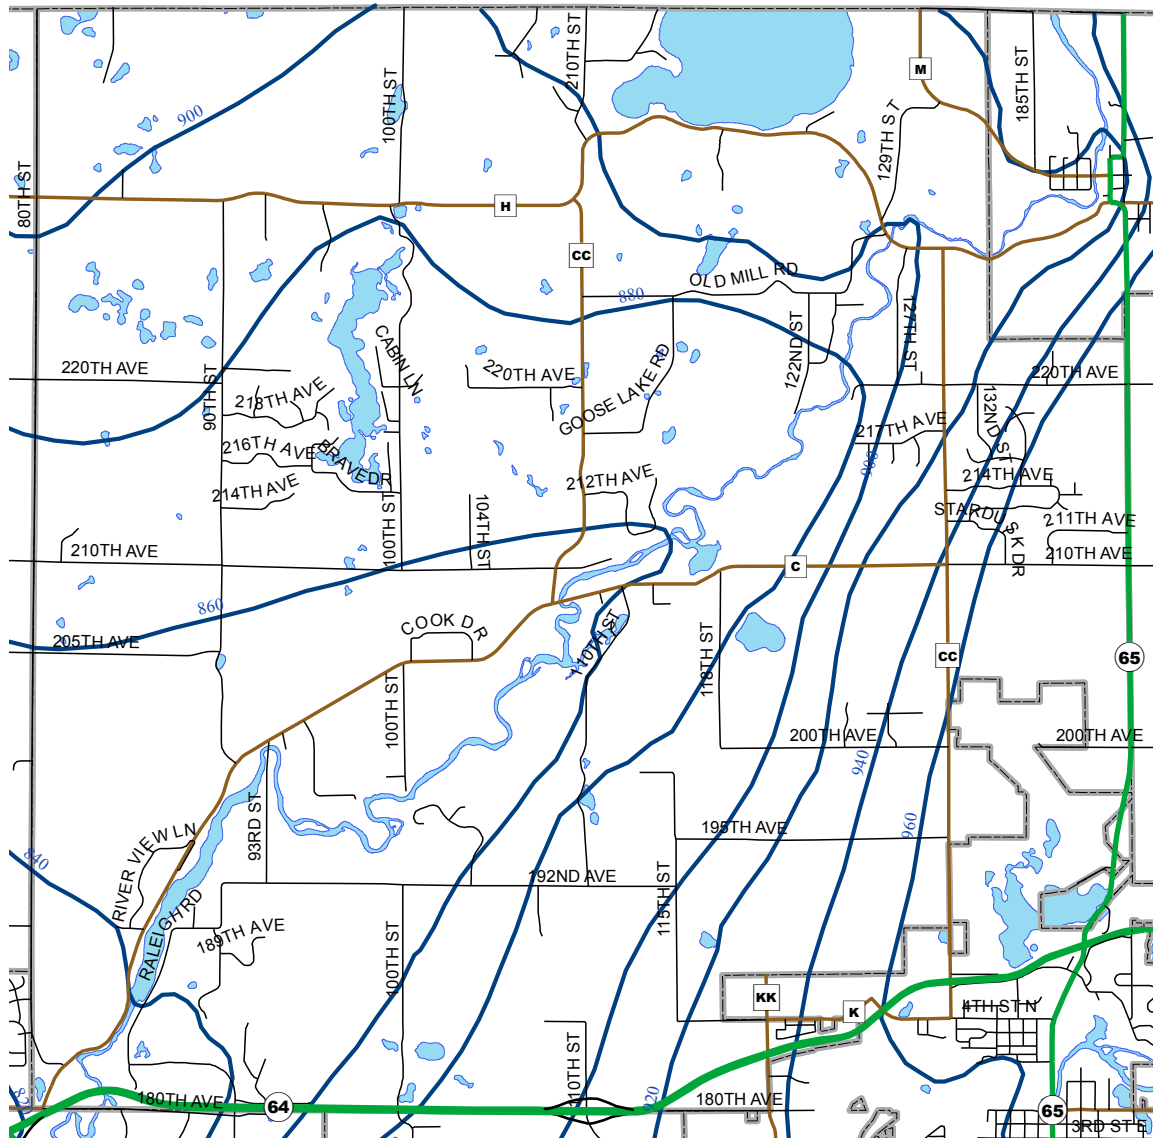 M
210TH ST
185TH ST
100TH ST
900
129TH ST
80TH ST
H
CC
OLD MILL RD
880
127TH ST
122ND ST
CABIN LN
220TH AVE
220TH AVE
220TH AVE
GOOSE LAKE RD
90TH ST
218TH AVE
132ND ST
217TH AVE
216TH AVE
BRAVE DR
900
212TH AVE
214TH AVE
214TH AVE
104TH ST
100TH ST
STARDUSK DR
211TH AVE
210TH AVE
210TH AVE
C
860
COOK DR
205TH AVE
110TH ST
118TH ST
CC
65
100TH ST
200TH AVE
200TH AVE
940
93RD ST
195TH AVE
960
RIVER VIEW LN
840
192ND AVE
115TH ST
RALEIGH RD
189TH AVE
100TH ST
KK
K
4TH ST N
110TH ST
920
180TH AVE
64
180TH AVE
65
3RD ST E